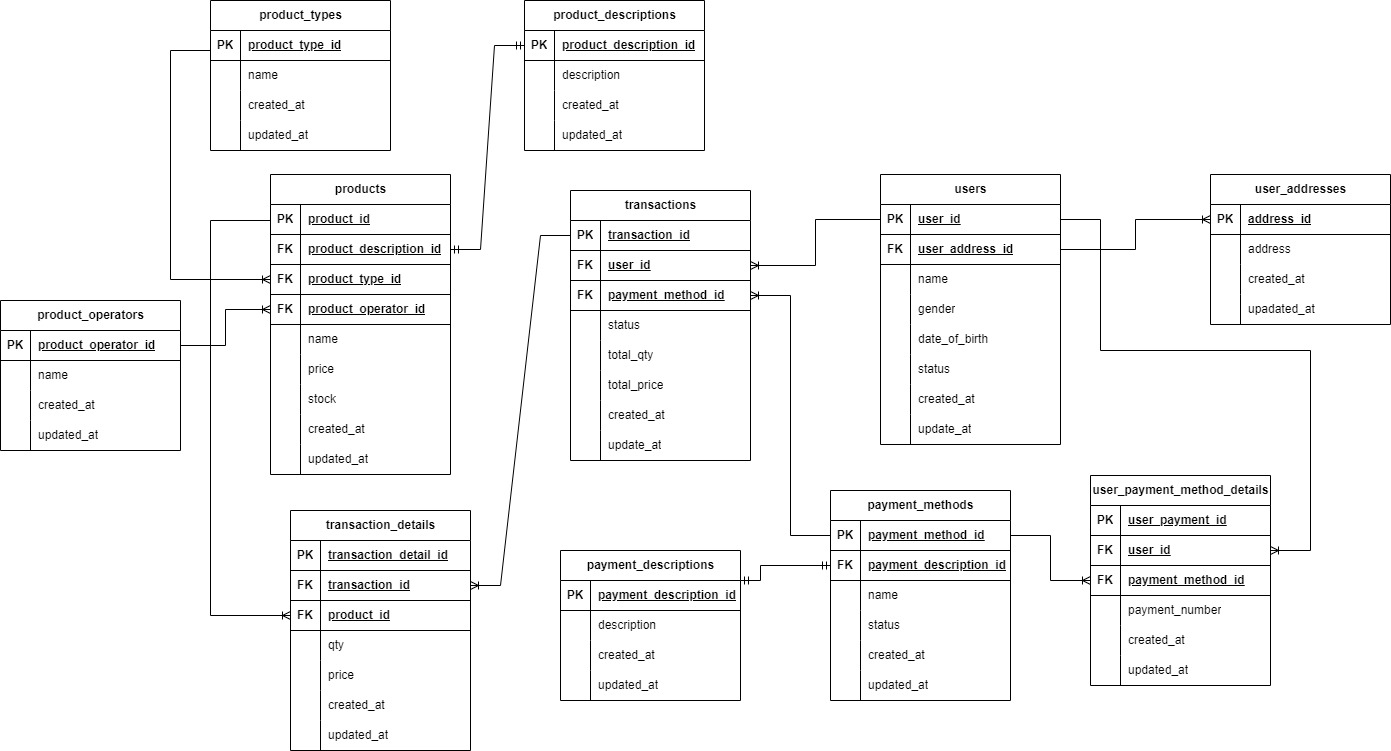 product_types
PK product_type_id
name
created_at
updated_at
product_descriptions
PK product_description_id
description
created_at
updated_at
products
PK product_id
FK product_description_id
FK product_type_id
FK product_operator_id
name
price
stock
created_at
updated_at
transactions
PK transaction_id
FK user_id
FK payment_method_id
status
total_qty
total_price
created_at
update_at
users
PK user_id
FK user_address_id
name
gender
date_of_birth
status
created_at
update_at
user_addresses
PK address_id
address
created_at
upadated_at
product_operators
PK product_operator_id
name
created_at
updated_at
transaction_details
PK transaction_detail_id
FK transaction_id
FK product_id
qty
price
created_at
updated_at
payment_descriptions
PK payment_description_id
description
created_at
updated_at
payment_methods
PK payment_method_id
FK payment_description_id
name
status
created_at
updated_at
user_payment_method_details
PK user_payment_id
FK user_id
FK payment_method_id
payment_number
created_at
updated_at